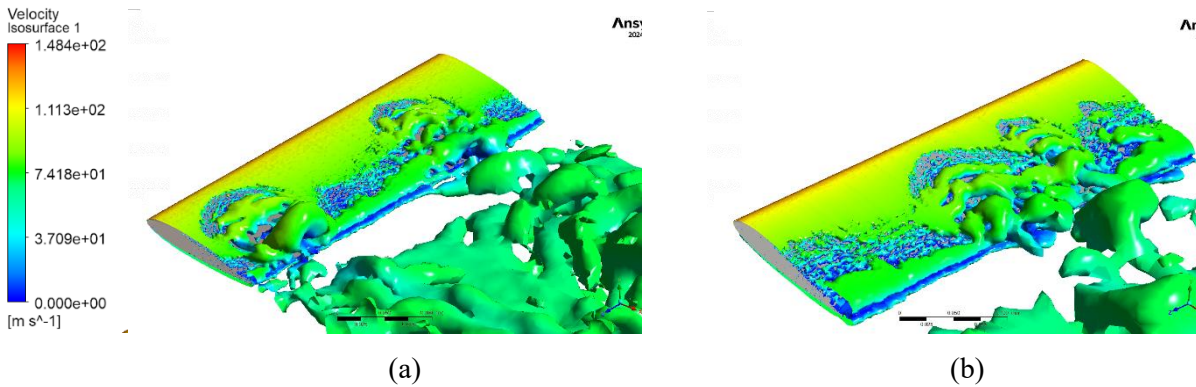 Velocity
Isosurface 1
1.484e+02
1.113e+02
7.418e+01
3.709e+01
0.000e+00
[m s^-1]
Ansy
2024
An
(a)
(b)